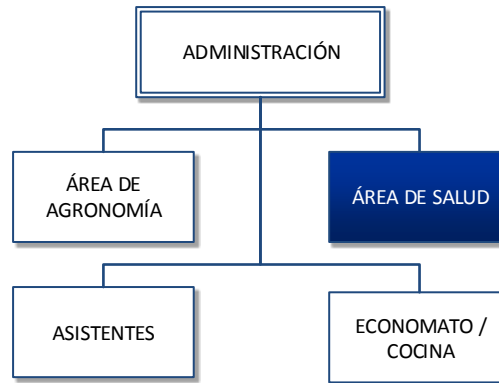 ADMINISTRACIÓN
ÁREA DE
AGRONOMÍA
ÁREA DE SALUD
ASISTENTES
ECONOMATO /
COCINA